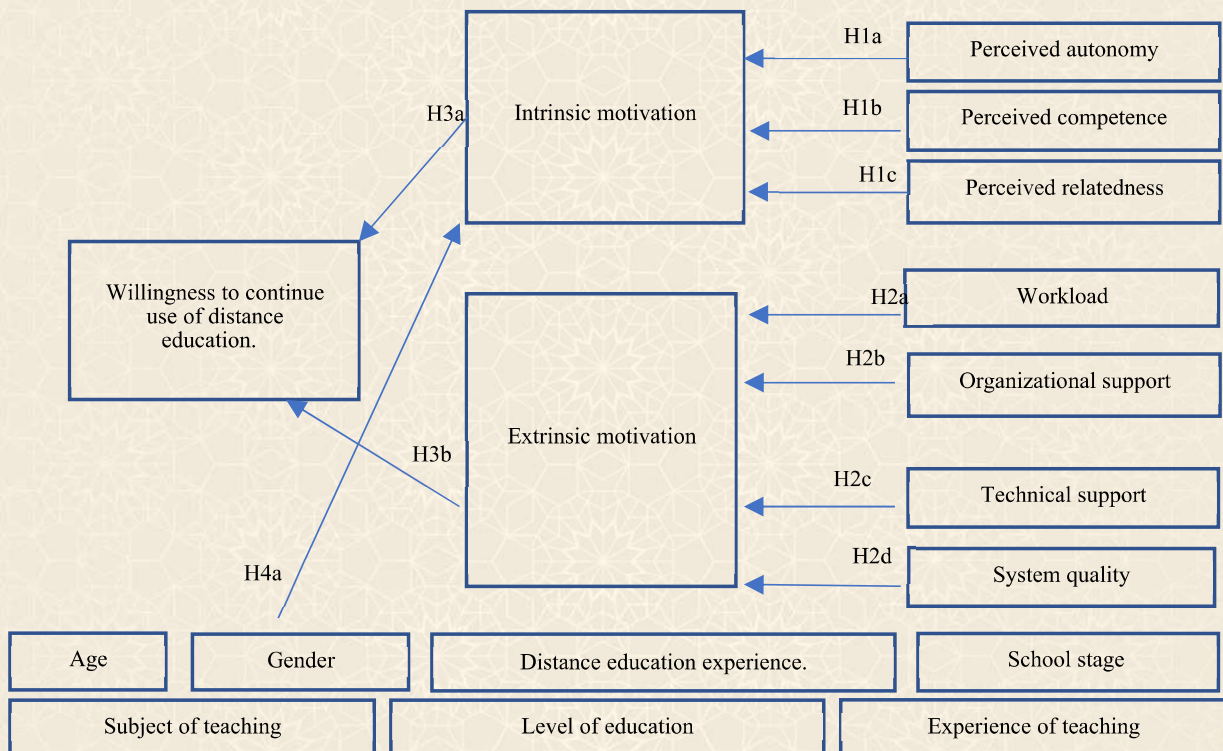 H1a
Perceived autonomy
Intrinsic motivation
H3a
H1b
Perceived competence
H1c
Perceived relatedness
Willingness to continue
use of distance
education.
H2a
Workload
H2b
Organizational support
Extrinsic motivation
H3b
H2c
Technical support
H2d
System quality
H4a
Age
Gender
Distance education experience.
School stage
Subject of teaching
Level of education
Experience of teaching